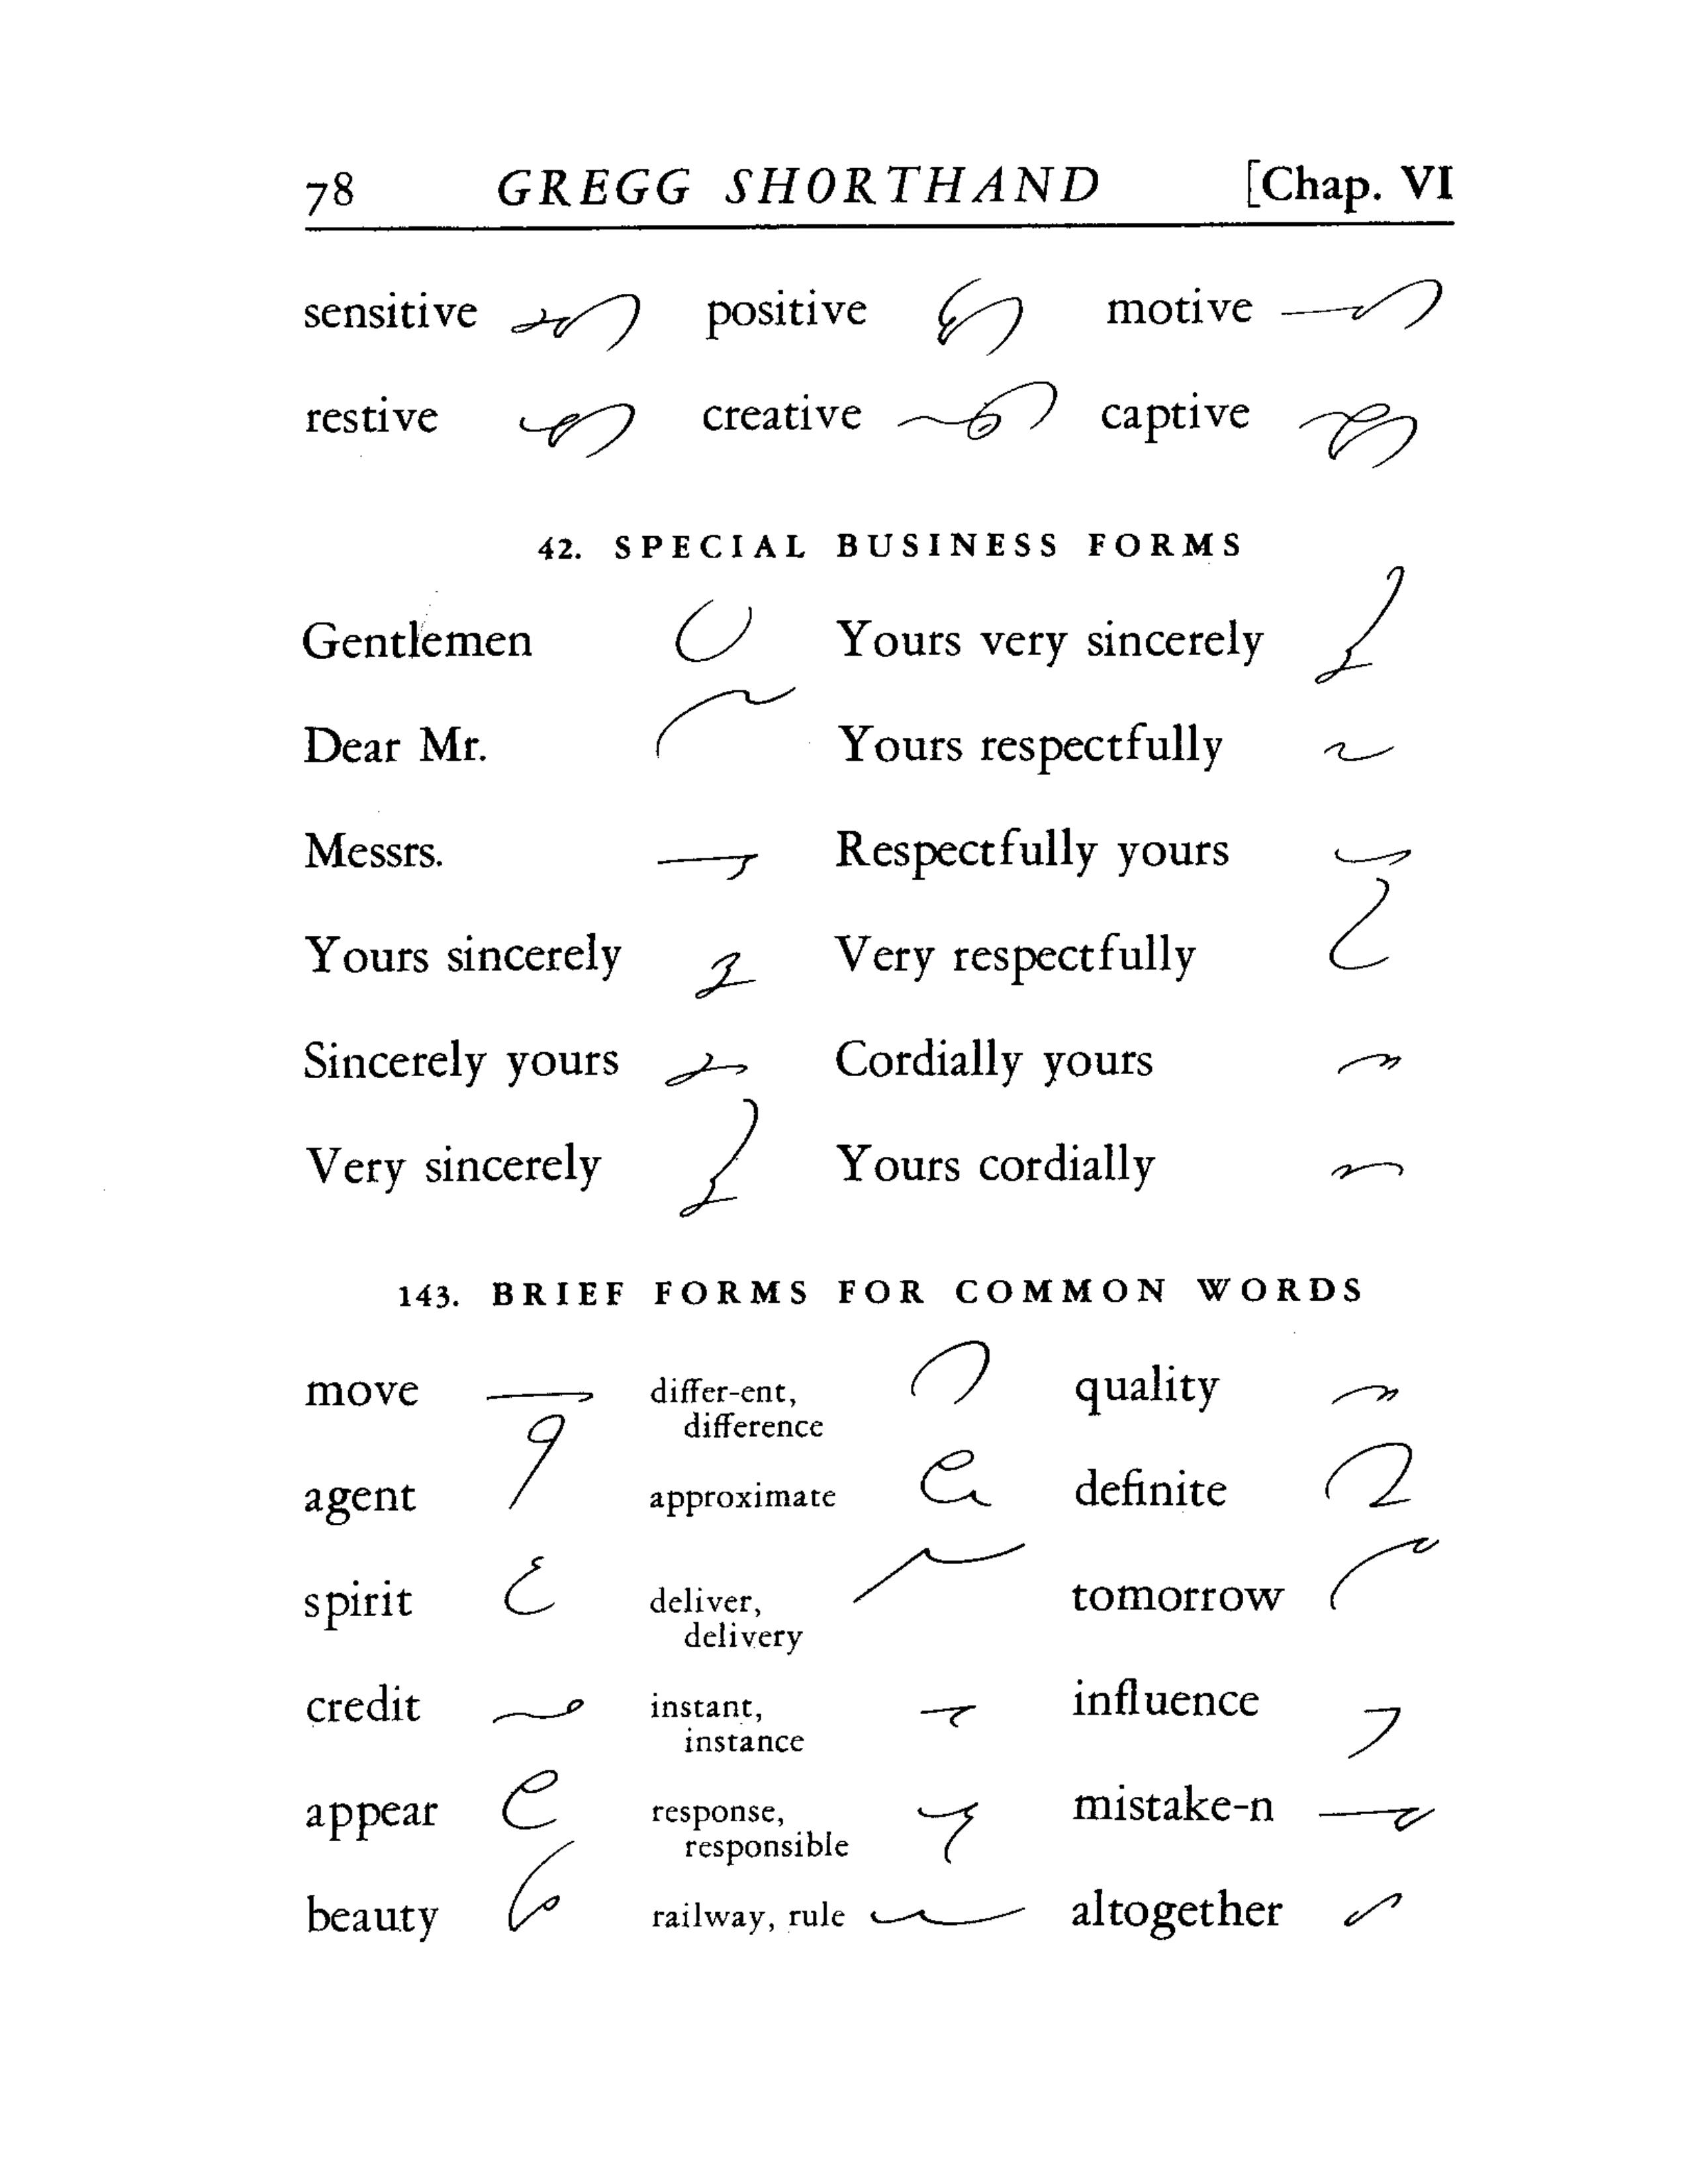 78 GREGG SHORTHAND [Chap. VI
sensitive positive motive
restive creative captive
42. SPECIAL BUSINESS FORMS
Gentlemen Yours very sincerely
Dear Mr. Yours respectfully
Messrs. Respectfully yours
Yours sincerely Very respectfully
Sincerely yours Cordially yours
Very sincerely Yours cordially
143. BRIEF FORMS FOR COMMON WORDS
move differ-ent, quality
difference
agent approximate definite
spirit deliver, tomorrow
delivery
credit instant, influence
instance
appear response, mistake-n
responsible
beauty railway, rule altogether